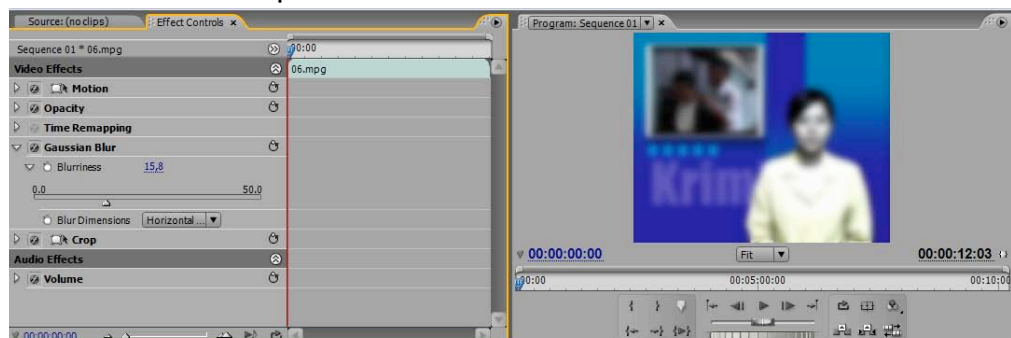 Source: (no clips) Effect Controls x
Sequence 01 * 06.mpg 00:00
Video Effects 06.mpg
Motion
Opacity
Time Remapping
Gaussian Blur
Blurriness 15,8
0.0 50.0
Blur Dimensions Horizontal ...
Crop
Audio Effects
Volume
00:00:00:00
Program: Sequence 01 x
Krim
00:00:00:00 Fit 00:00:12:03
00:00 00:05:00:00 00:10:00